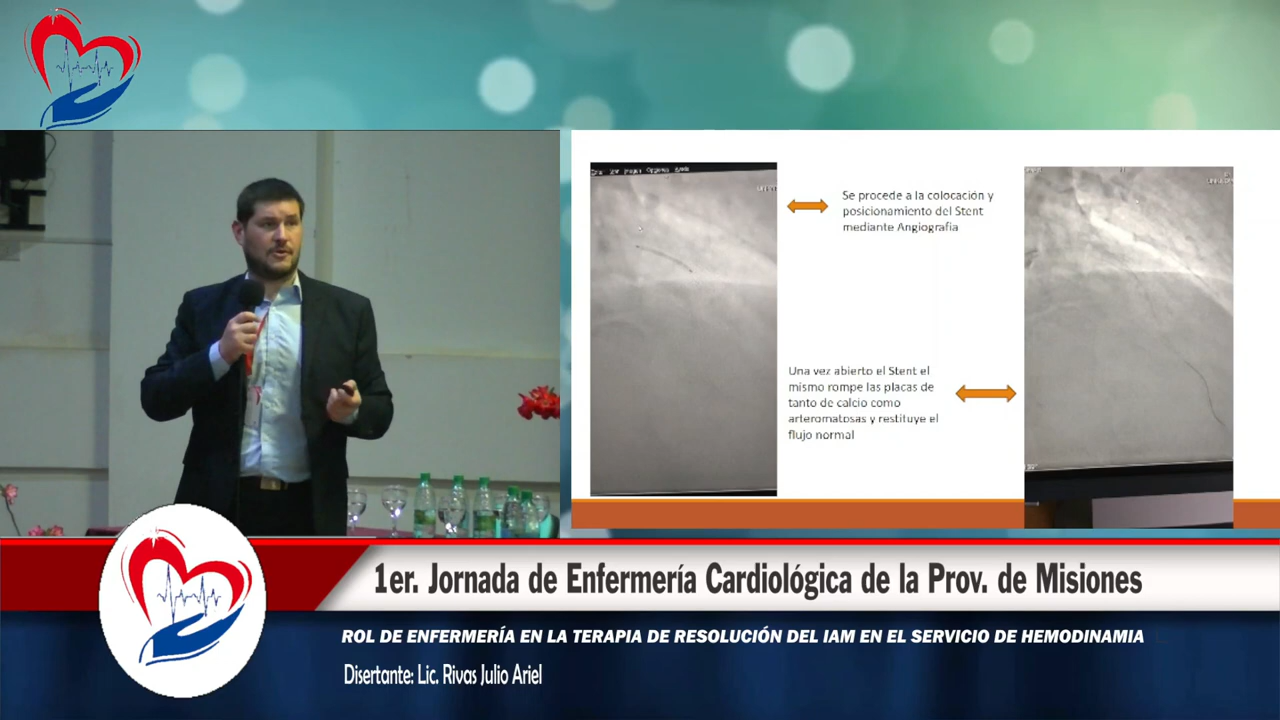 Se procede a la colocación y
posicionamiento del Stent
mediante Angiografia
Una vez abierto el Stent el
mismo rompe las placas de
tanto de calcio como
arteromatosas y restituye el
flujo normal
1er. Jornada de Enfermería Cardiológica de la Prov. de Misiones
ROL DE ENFERMERÍA EN LA TERAPIA DE RESOLUCIÓN DEL IAM EN EL SERVICIO DE HEMODINAMIA
Disertante: Lic. Rivas Julio Ariel